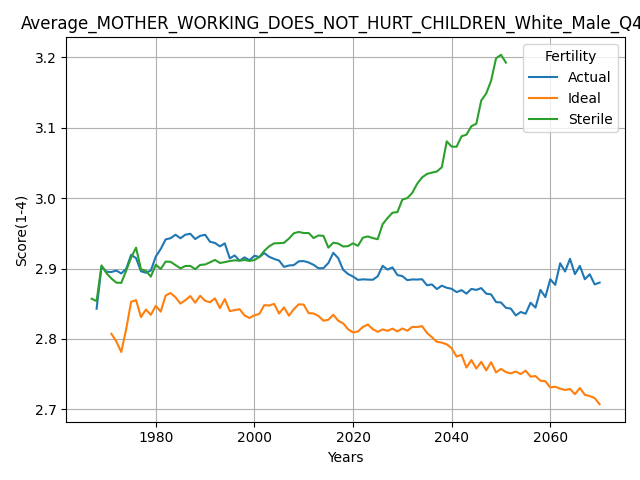 Average_MOTHER_WORKING_DOES_NOT_HURT_CHILDREN_White_Male_Q4
Fertility
Actual
Ideal
Sterile
Score(1-4)
3.2
3.1
3.0
2.9
2.8
2.7
1980 2000 2020 2040 2060
Years